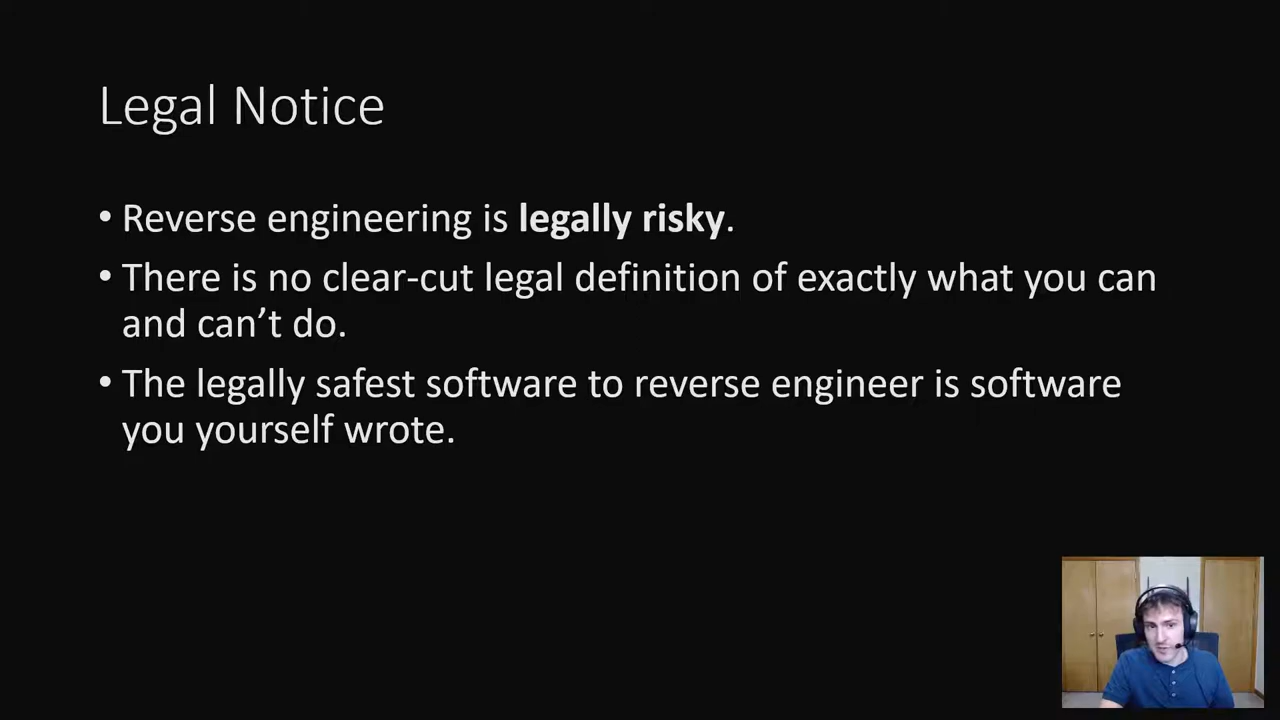 Legal Notice
• Reverse engineering is legally risky.
• There is no clear-cut legal definition of exactly what you can
and can’t do.
• The legally safest software to reverse engineer is software
you yourself wrote.